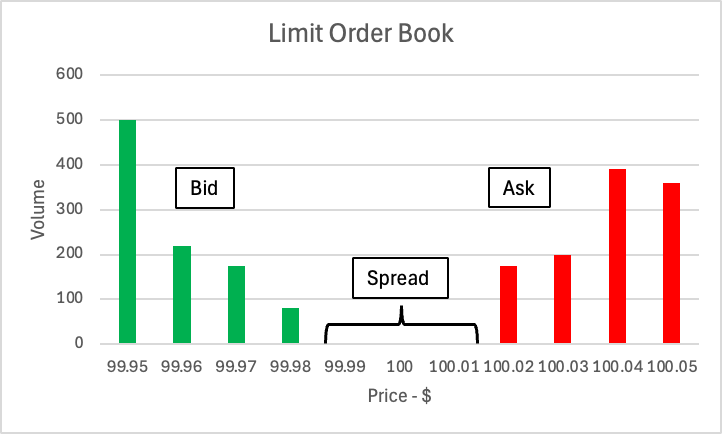 Limit Order Book
600
500
400
300
200
100
0
Volume
Bid
Ask
Spread
99.95 99.96 99.97 99.98 99.99 100 100.01 100.02 100.03 100.04 100.05
Price - $